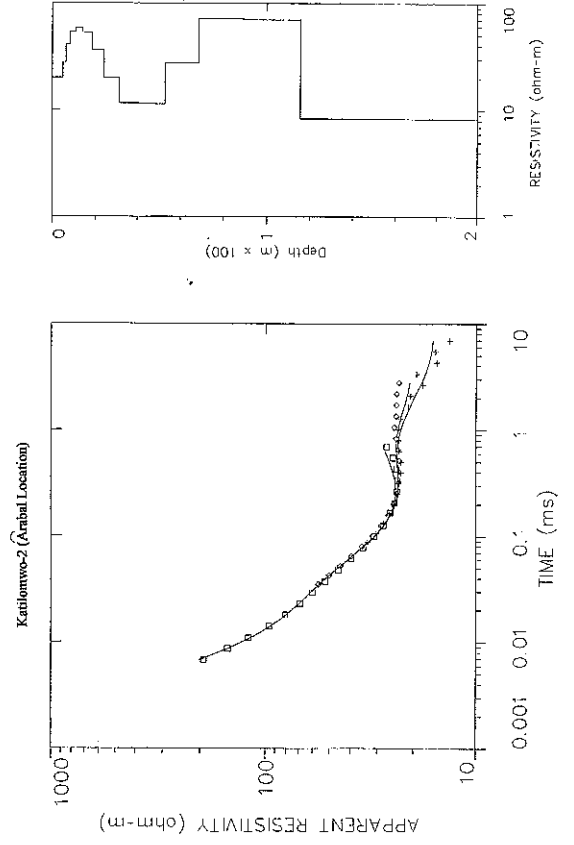 Katilomwo-2 (Arabal Location)
APPARENT RESISTIVITY (ohm-m)
1000
100
10
0.001
0.01
0.1
1
10
TIME (ms)
Depth (m x 100)
0
1
2
1
10
100
RESISTIVITY (ohm-m)